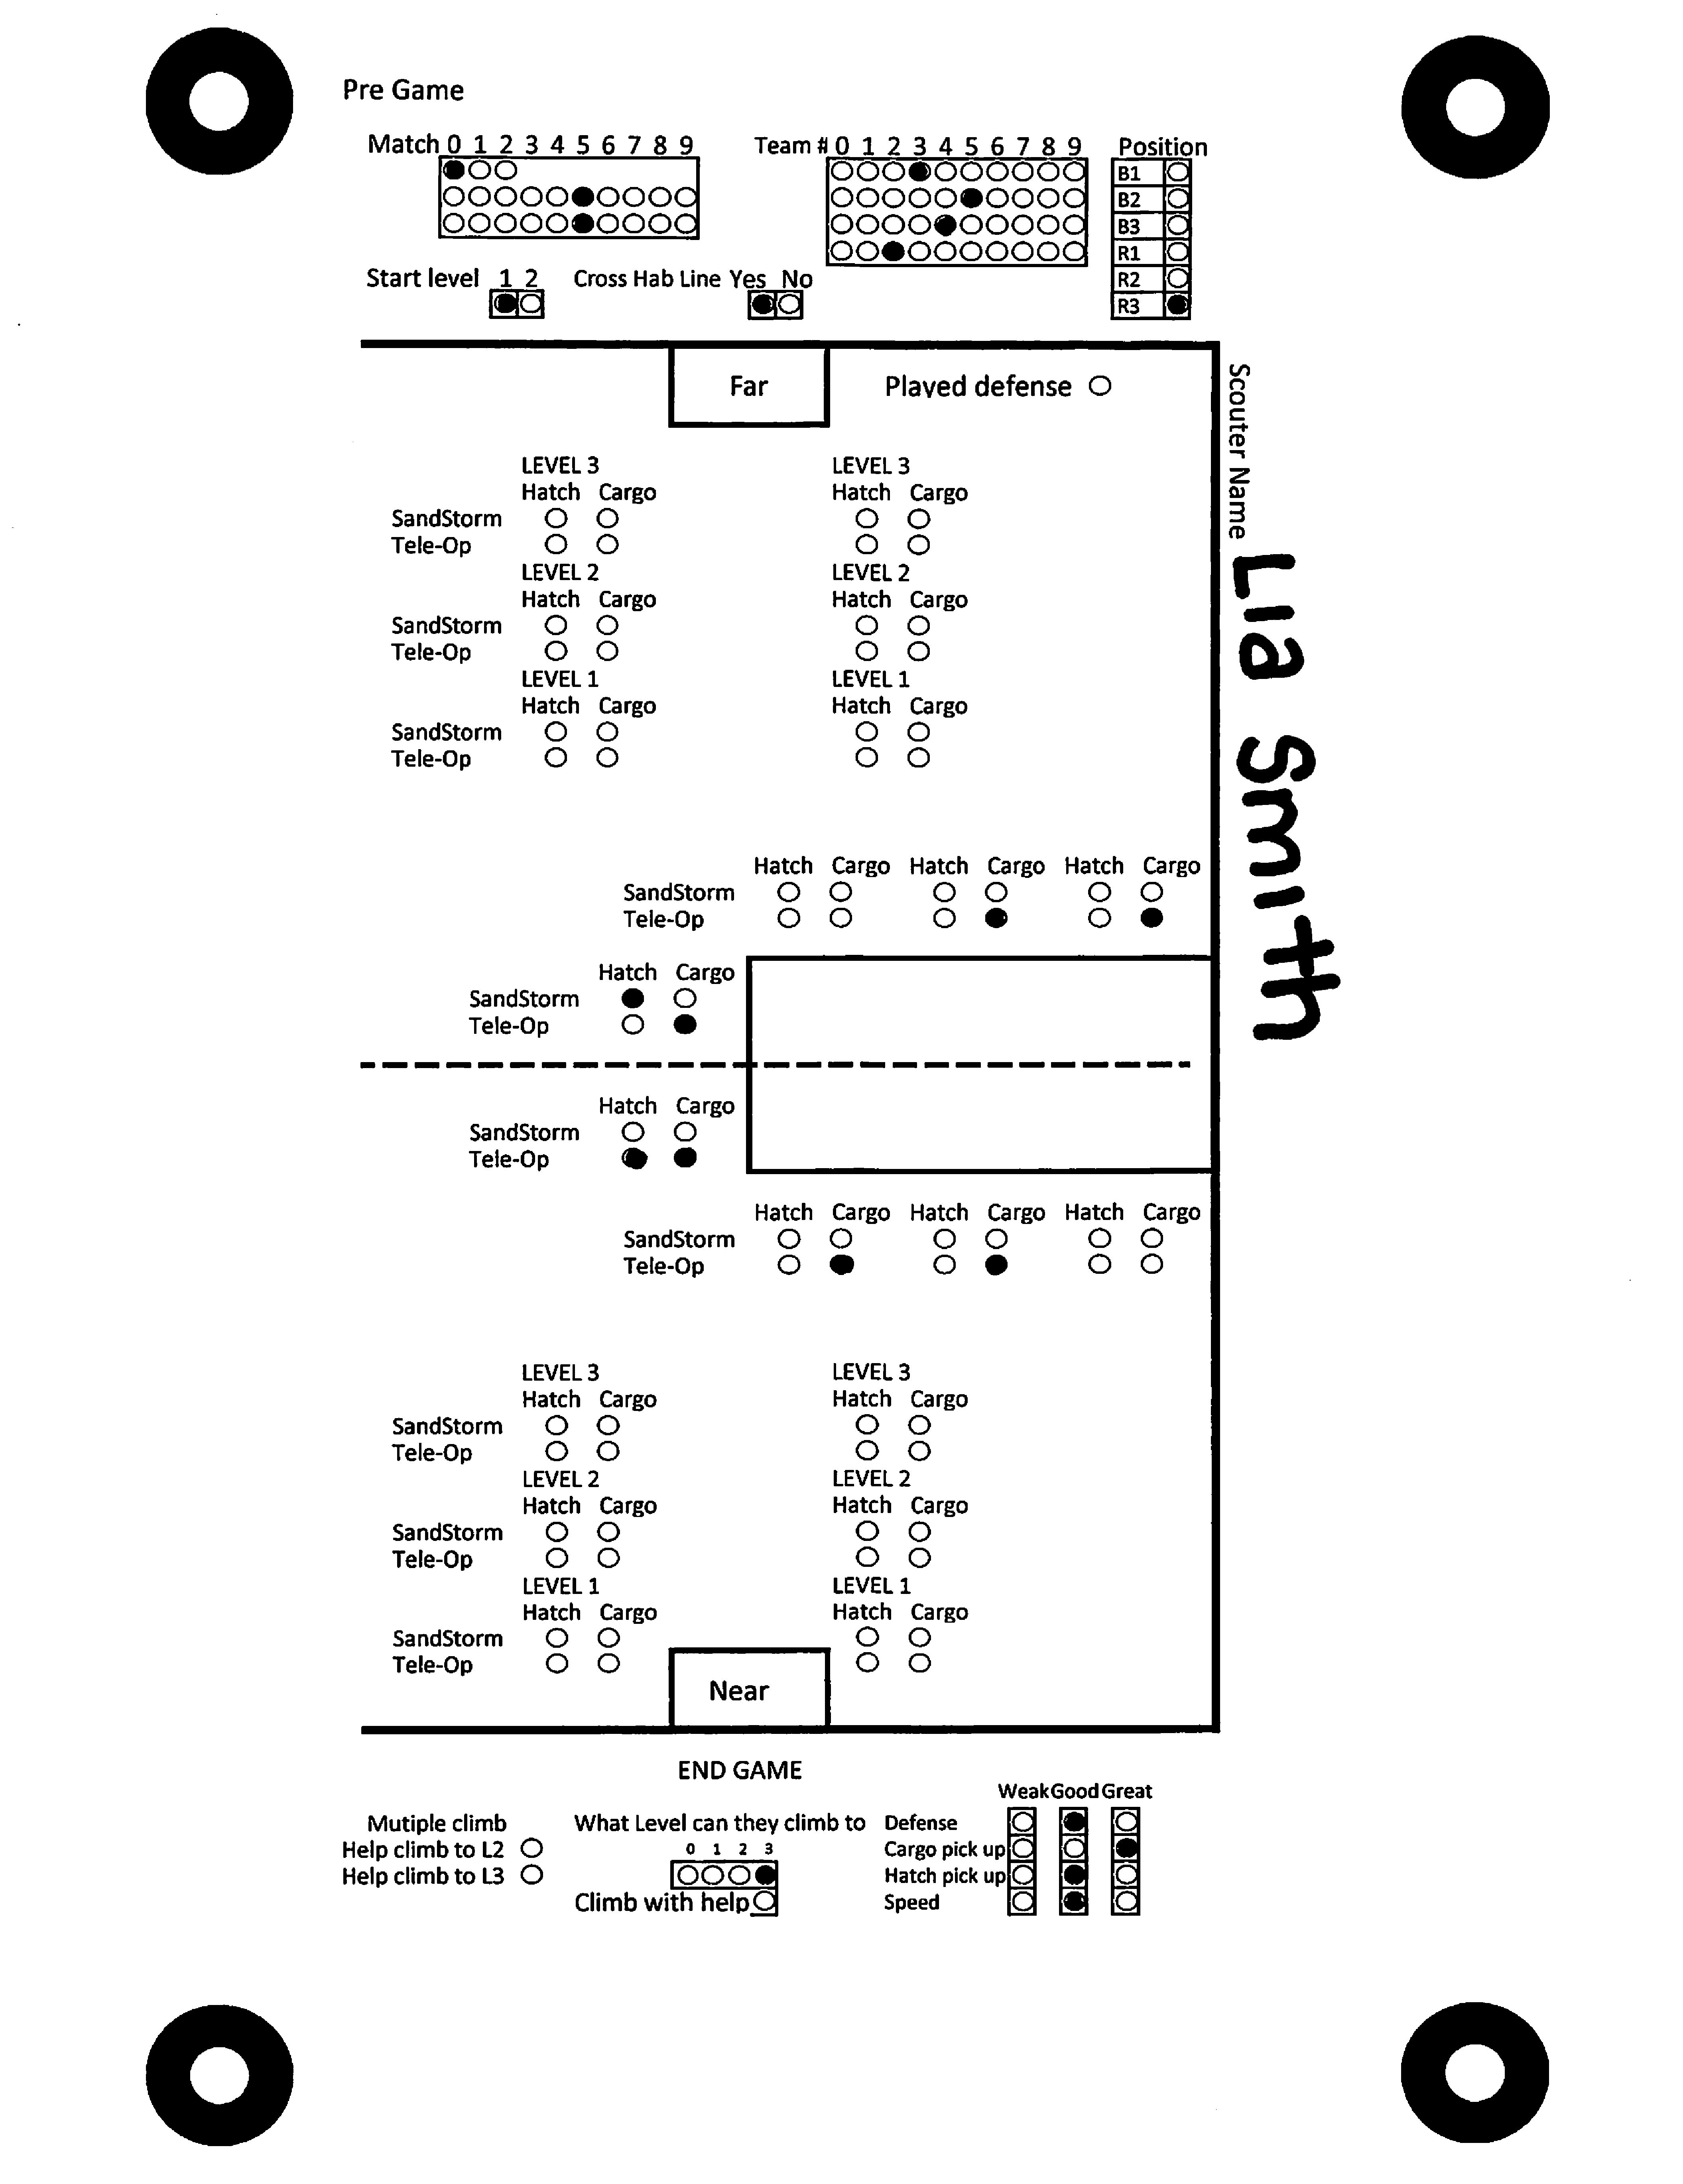 Pre Game
Match 0 1 2 3 4 5 6 7 8 9
Team # 0 1 2 3 4 5 6 7 8 9
Position
B1
B2
B3
R1
R2
R3
Start level 1 2
Cross Hab Line Yes No
Far
Played defense
Scouter Name
Lia Smith
LEVEL 3 LEVEL 3
Hatch Cargo Hatch Cargo
SandStorm
Tele-Op
LEVEL 2 LEVEL 2
Hatch Cargo Hatch Cargo
SandStorm
Tele-Op
LEVEL 1 LEVEL 1
Hatch Cargo Hatch Cargo
SandStorm
Tele-Op
Hatch Cargo Hatch Cargo Hatch Cargo
SandStorm
Tele-Op
Hatch Cargo
SandStorm
Tele-Op
Hatch Cargo
SandStorm
Tele-Op
Hatch Cargo Hatch Cargo Hatch Cargo
SandStorm
Tele-Op
LEVEL 3 LEVEL 3
Hatch Cargo Hatch Cargo
SandStorm
Tele-Op
LEVEL 2 LEVEL 2
Hatch Cargo Hatch Cargo
SandStorm
Tele-Op
LEVEL 1 LEVEL 1
Hatch Cargo Hatch Cargo
SandStorm
Tele-Op
Near
END GAME
Mutiple climb
Help climb to L2
Help climb to L3
What Level can they climb to
0 1 2 3
Climb with help
Weak Good Great
Defense
Cargo pick up
Hatch pick up
Speed